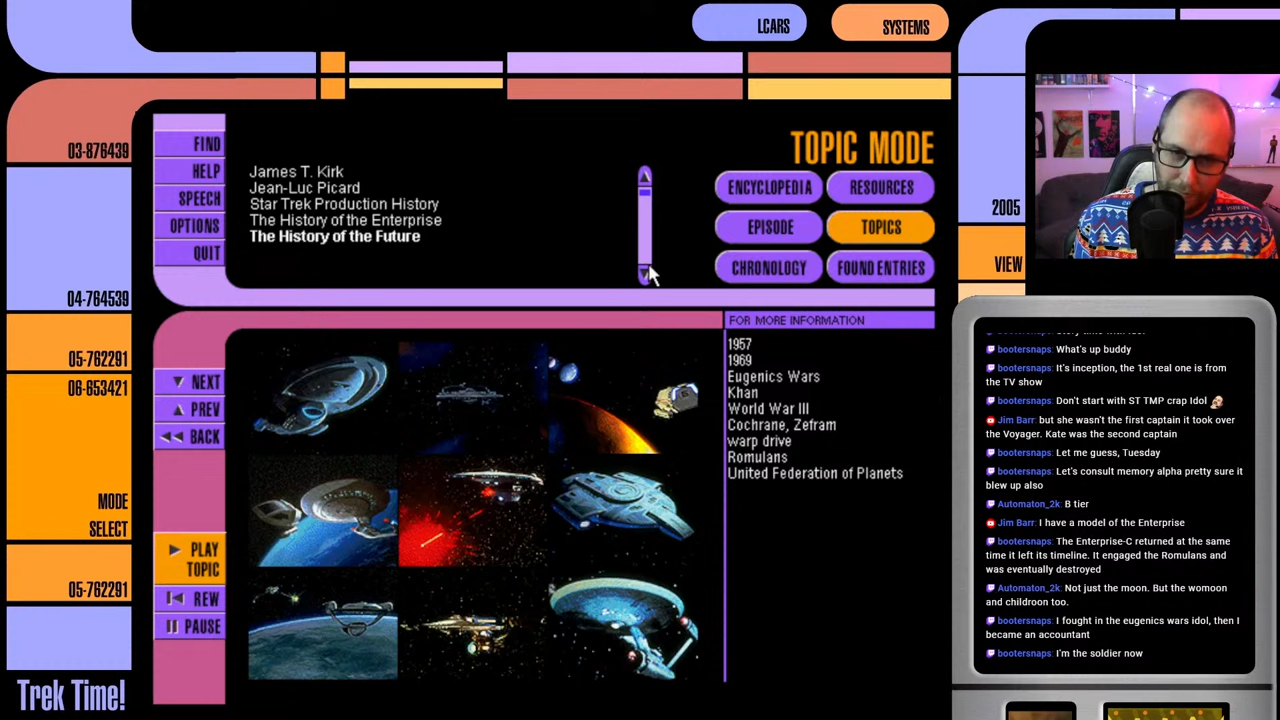 LCARS
SYSTEMS
03-876439
04-764539
05-762291
06-653421
MODE
SELECT
05-762291
Trek Time!
FIND
HELP
SPEECH
OPTIONS
QUIT
James T. Kirk
Jean-Luc Picard
Star Trek Production History
The History of the Enterprise
The History of the Future
TOPIC MODE
ENCYCLOPEDIA
RESOURCES
EPISODE
TOPICS
CHRONOLOGY
FOUND ENTRIES
2005
VIEW
NEXT
PREV
BACK
PLAY
TOPIC
REW
PAUSE
FOR MORE INFORMATION
1957
1969
Eugenics Wars
Khan
World War III
Cochrane, Zefram
warp drive
Romulans
United Federation of Planets
bootersnaps: What's up buddy
bootersnaps: It's inception, the 1st real one is from
the TV show
bootersnaps: Don't start with ST TMP crap Idol
Jim Barr: but she wasn't the first captain it took over
the Voyager. Kate was the second captain
bootersnaps: Let me guess, Tuesday
bootersnaps: Let's consult memory alpha pretty sure it
blew up also
Automaton_2k: B tier
Jim Barr: I have a model of the Enterprise
bootersnaps: The Enterprise-C returned at the same
time it left its timeline. It engaged the Romulans and
was eventually destroyed
Automaton_2k: Not just the moon. But the womoon
and childroon too.
bootersnaps: I fought in the eugenics wars idol, then I
became an accountant
bootersnaps: I'm the soldier now